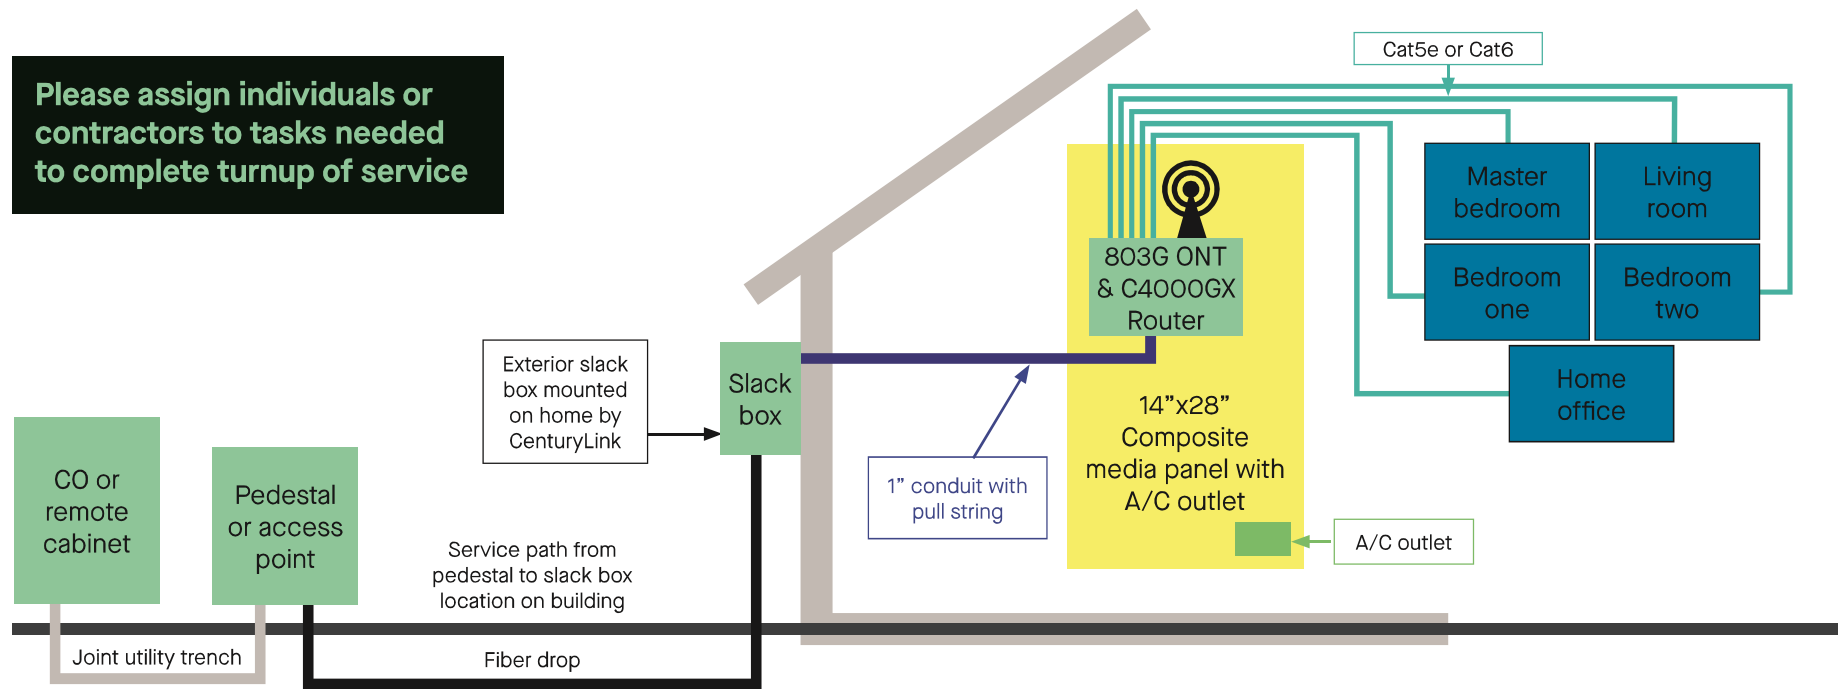 Please assign individuals or
contractors to tasks needed
to complete turnup of service
Cat5e or Cat6
Master
bedroom
Living
room
Bedroom
one
Bedroom
two
Home
office
803G ONT
& C4000GX
Router
14”x28”
Composite
media panel with
A/C outlet
A/C outlet
1” conduit with
pull string
Slack
box
Exterior slack
box mounted
on home by
CenturyLink
CO or
remote
cabinet
Pedestal
or access
point
Service path from
pedestal to slack box
location on building
Joint utility trench
Fiber drop